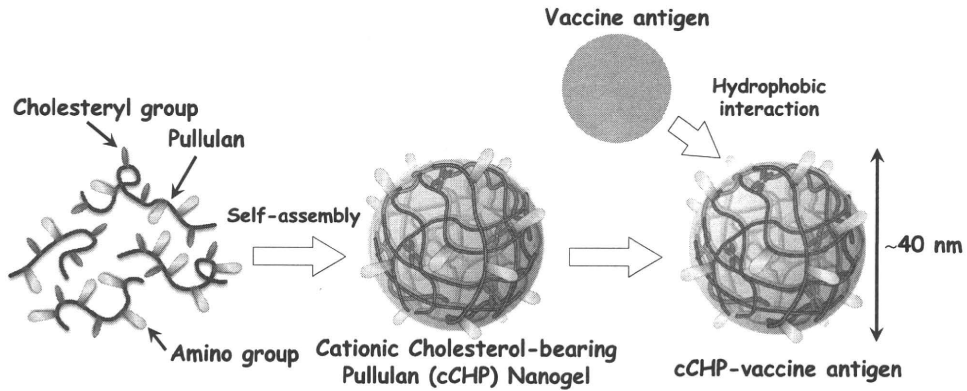 Vaccine antigen
Hydrophobic
interaction
Cholesteryl group
Pullulan
Self-assembly
~40 nm
Amino group
Cationic Cholesterol-bearing
Pullulan (cCHP) Nanogel
cCHP-vaccine antigen